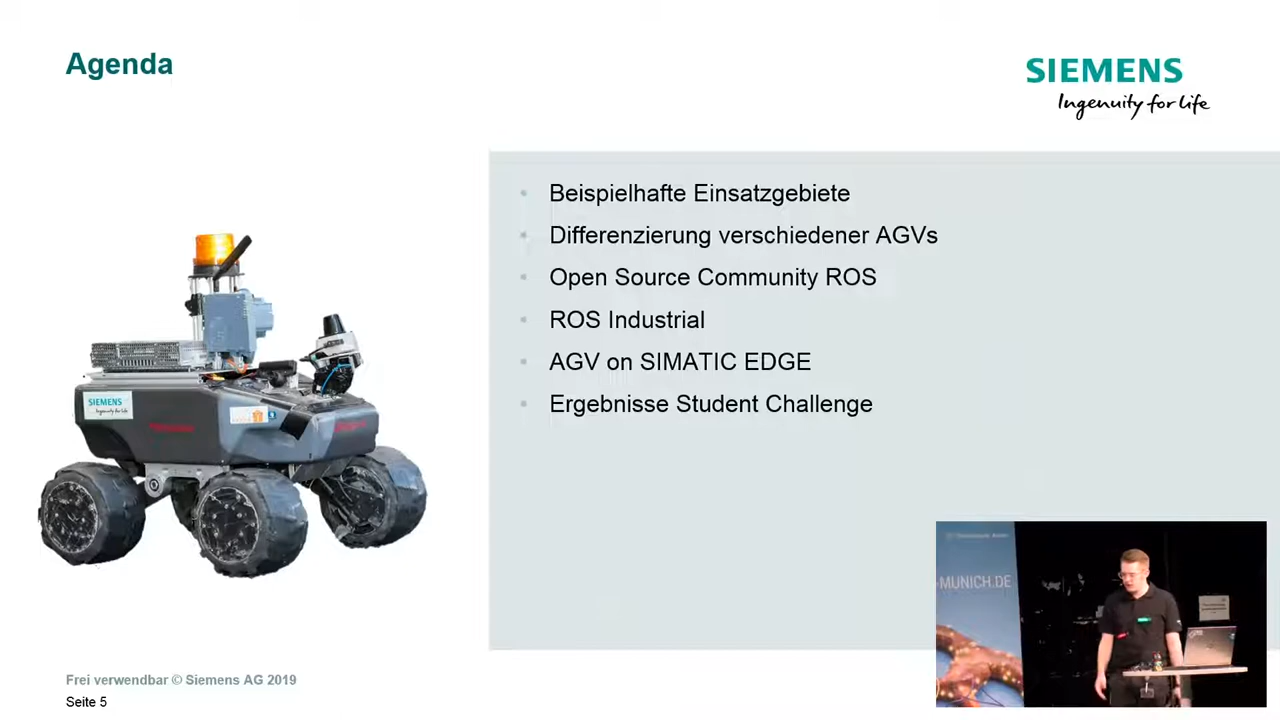 Agenda
SIEMENS
Ingenuity for life
Beispielhafte Einsatzgebiete
Differenzierung verschiedener AGVs
Open Source Community ROS
ROS Industrial
AGV on SIMATIC EDGE
Ergebnisse Student Challenge
SIEMENS
Ingenuity for life
MUNICH.DE
Frei verwendbar © Siemens AG 2019
Seite 5